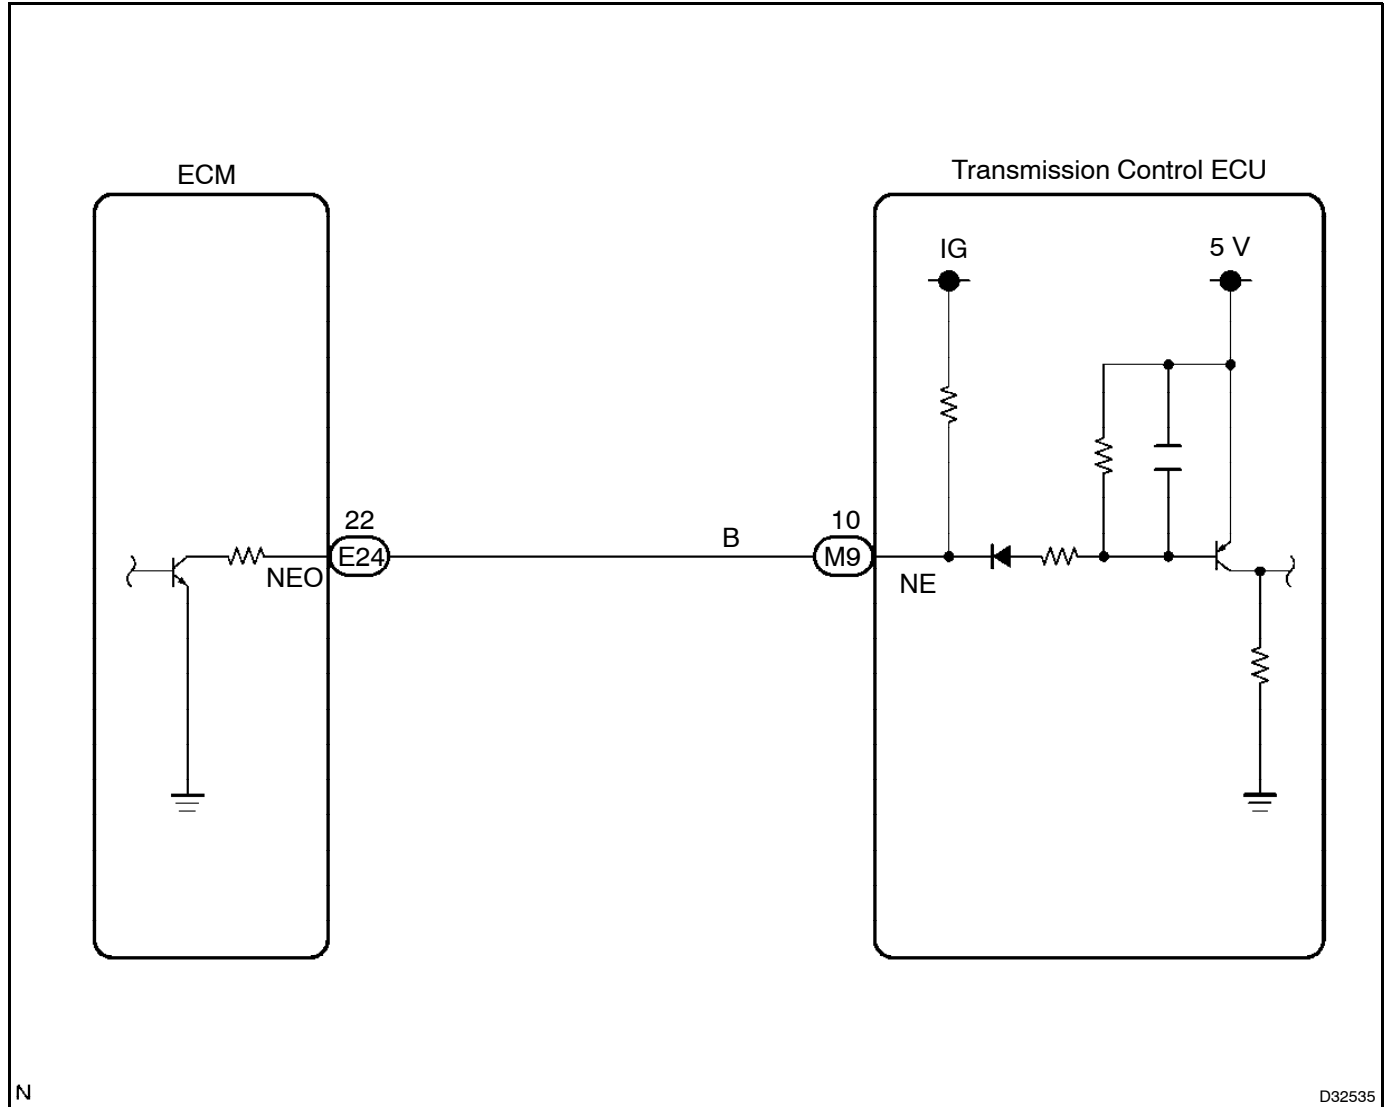 ECM
Transmission Control ECU
IG
5 V
22
10
B
E24
M9
NEO
NE
N
D32535